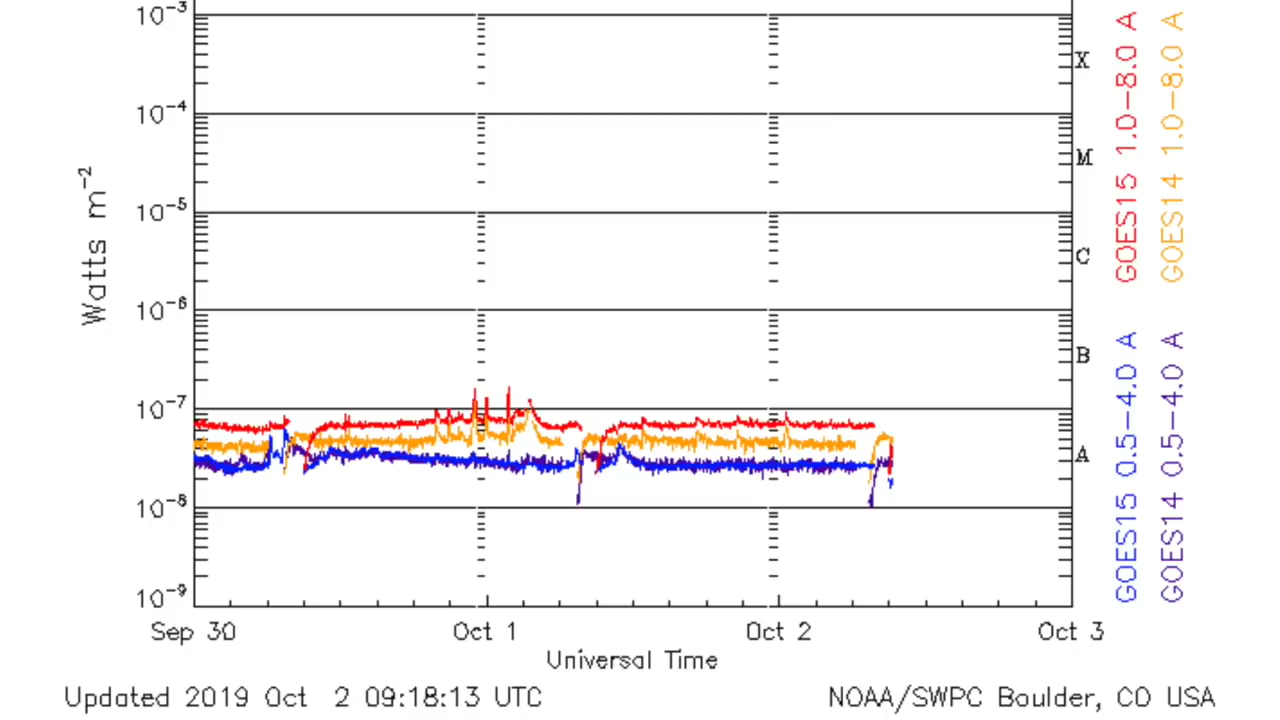 10⁻³
10⁻⁴
10⁻⁵
10⁻⁶
10⁻⁷
10⁻⁸
10⁻⁹
Watts m⁻²
X
M
C
B
A
GOES15 1.0-8.0 A
GOES14 1.0-8.0 A
GOES15 0.5-4.0 A
GOES14 0.5-4.0 A
Sep 30 Oct 1 Oct 2 Oct 3
Universal Time
Updated 2019 Oct 2 09:18:13 UTC
NOAA/SWPC Boulder, CO USA